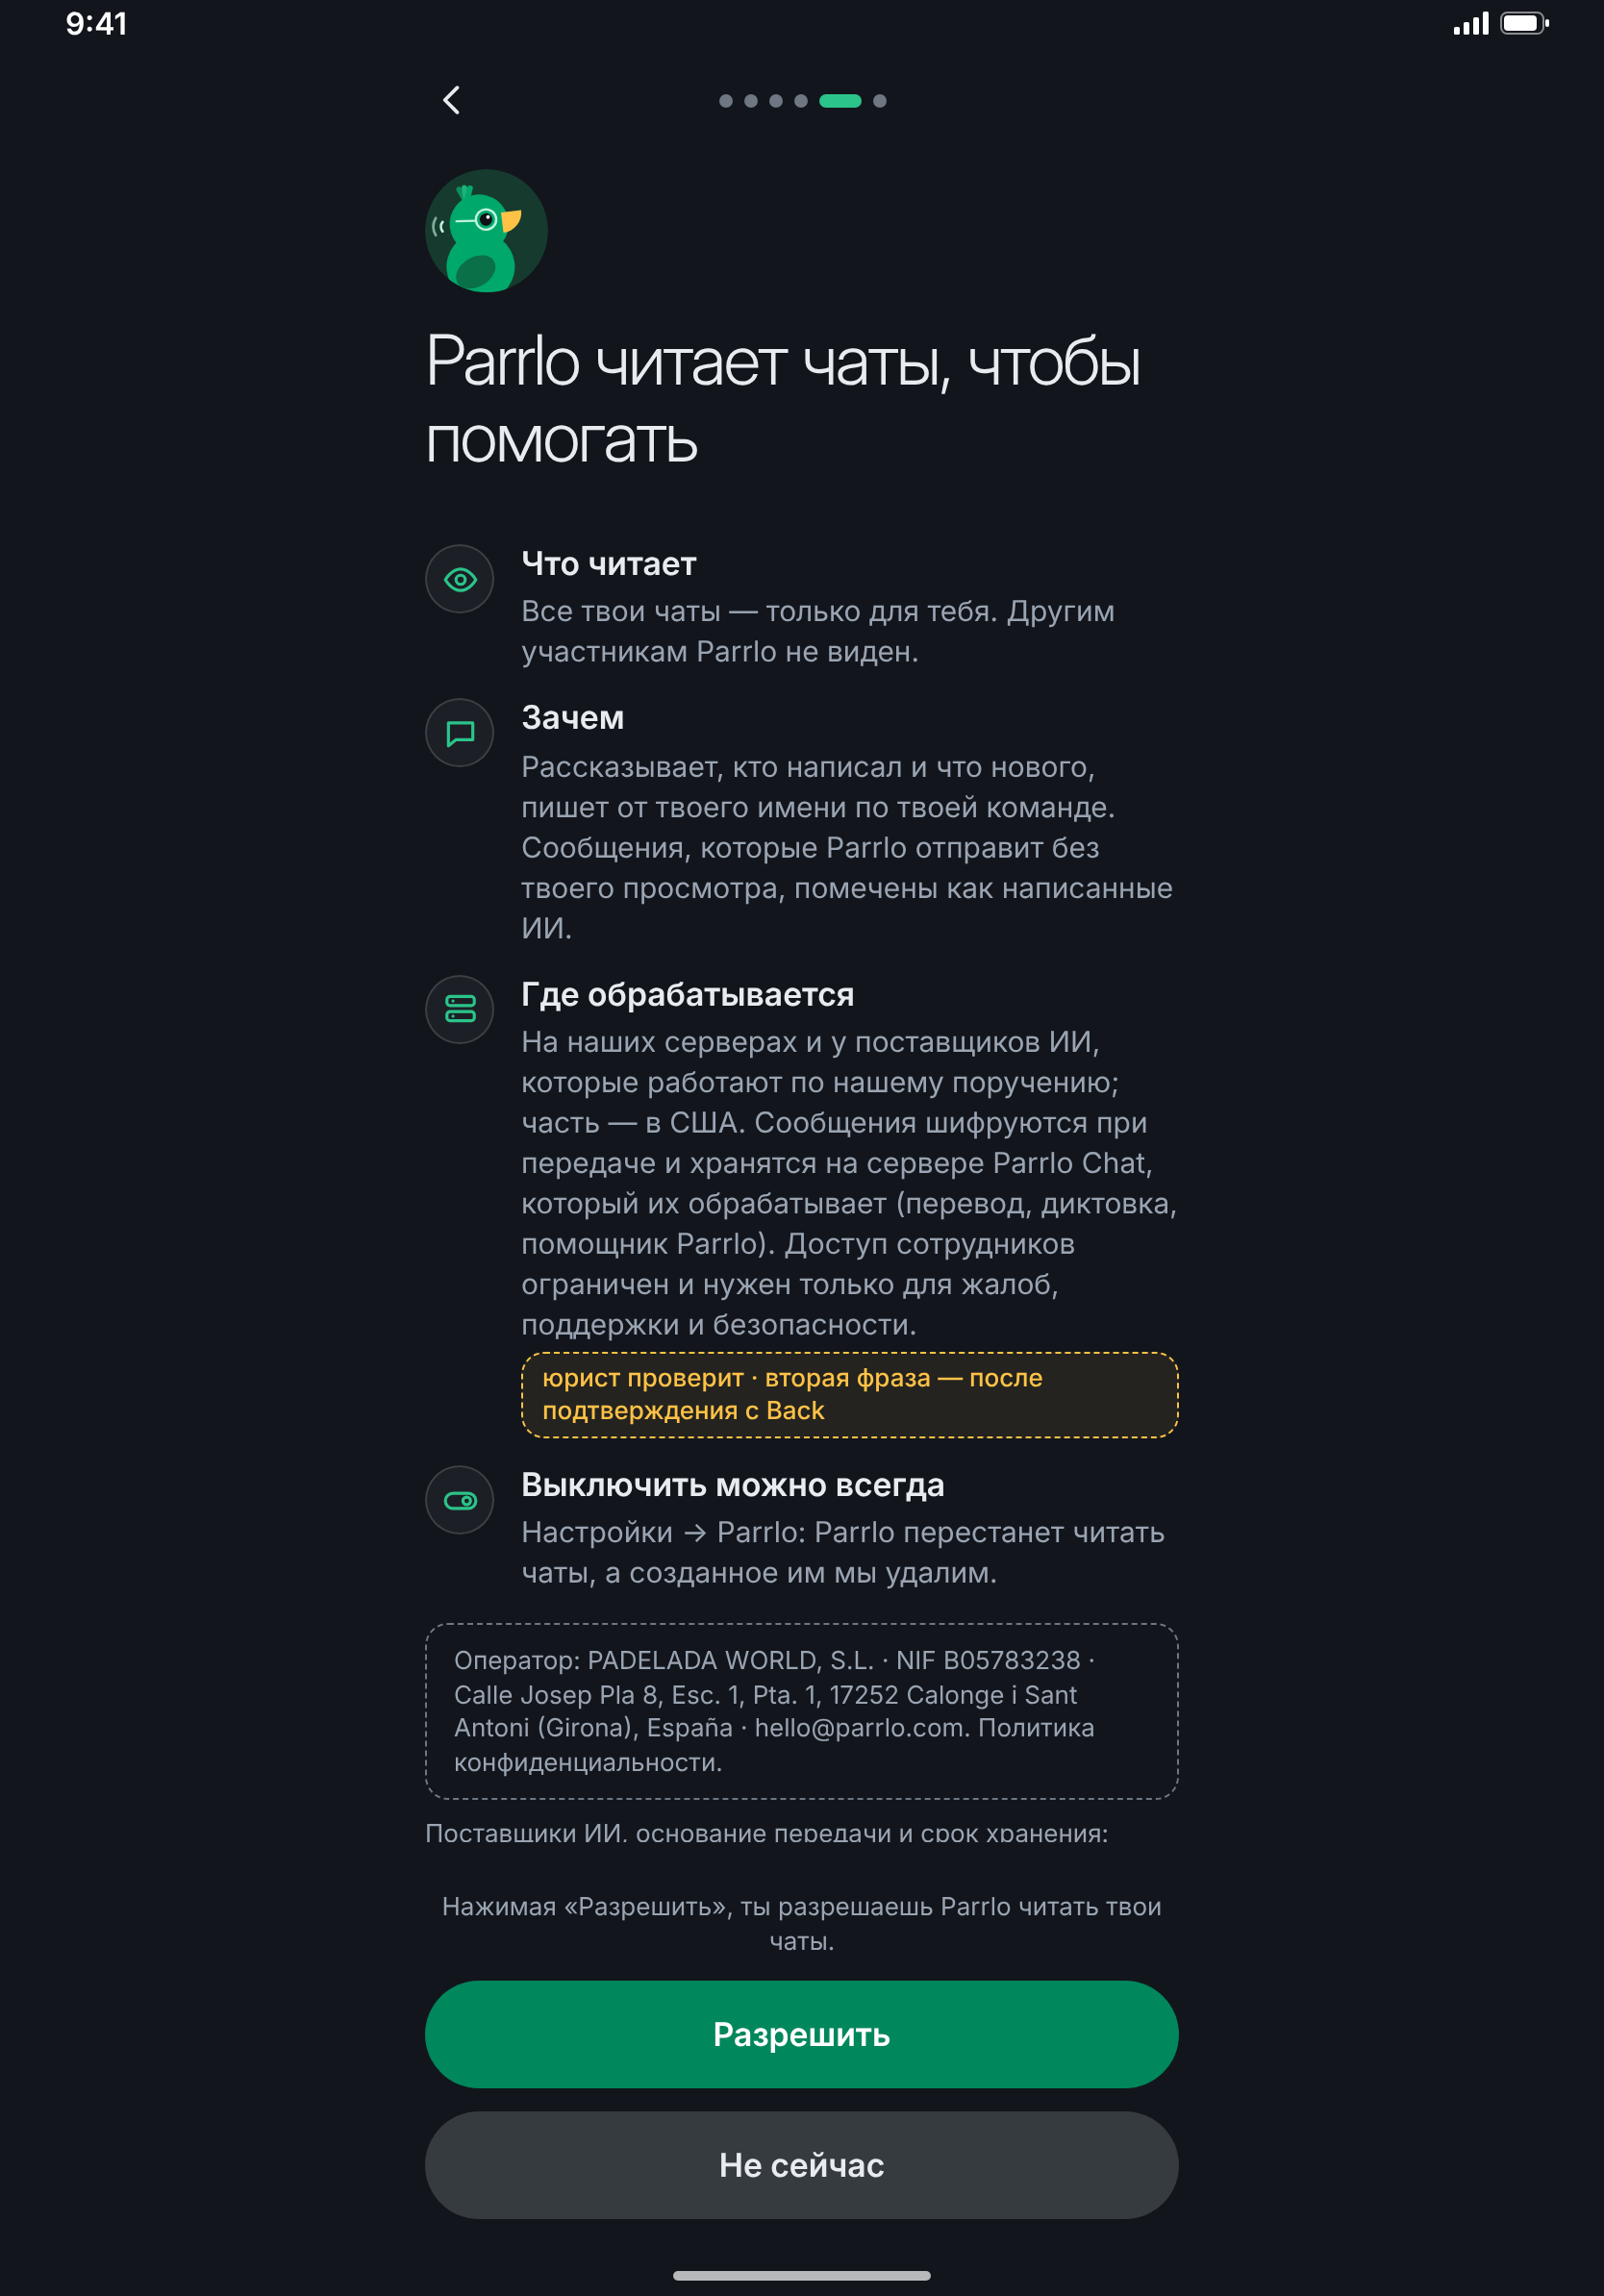 9:41
Parrlo читает чаты, чтобы
помогать
Что читает
Все твои чаты — только для тебя. Другим
участникам Parrlo не виден.
Зачем
Рассказывает, кто написал и что нового,
пишет от твоего имени по твоей команде.
Сообщения, которые Parrlo отправит без
твоего просмотра, помечены как написанные
ИИ.
Где обрабатывается
На наших серверах и у поставщиков ИИ,
которые работают по нашему поручению;
часть — в США. Сообщения шифруются при
передаче и хранятся на сервере Parrlo Chat,
который их обрабатывает (перевод, диктовка,
помощник Parrlo). Доступ сотрудников
ограничен и нужен только для жалоб,
поддержки и безопасности.
юрист проверит · вторая фраза — после
подтверждения с Back
Выключить можно всегда
Настройки → Parrlo: Parrlo перестанет читать
чаты, а созданное им мы удалим.
Оператор: PADELADA WORLD, S.L. · NIF B05783238 ·
Calle Josep Pla 8, Esc. 1, Pta. 1, 17252 Calonge i Sant
Antoni (Girona), España · hello@parrlo.com. Политика
конфиденциальности.
Поставщики ИИ, основание передачи и срок хранения:
Нажимая «Разрешить», ты разрешаешь Parrlo читать твои
чаты.
Разрешить
Не сейчас